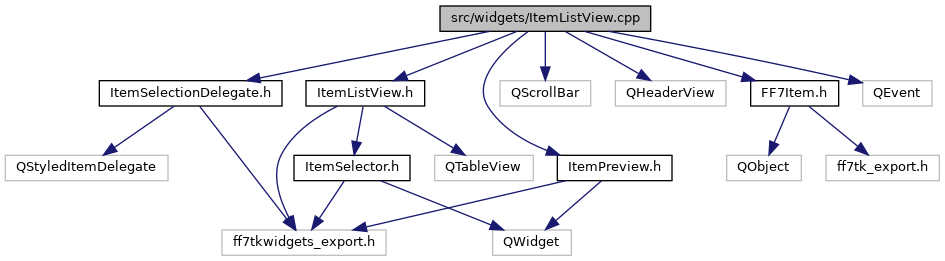 src/widgets/ItemListView.cpp
ItemSelectionDelegate.h
ItemListView.h
QScrollBar
QHeaderView
FF7Item.h
QEvent
QStyledItemDelegate
ItemSelector.h
QTableView
ItemPreview.h
QObject
ff7tk_export.h
ff7tkwidgets_export.h
QWidget